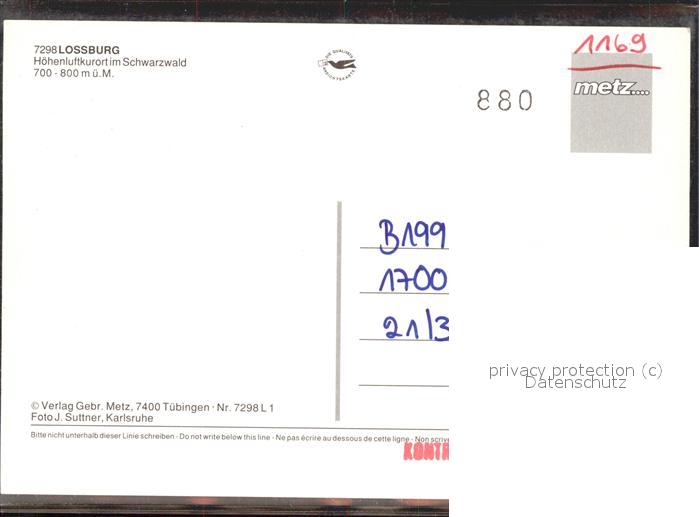 7298 LOSSBURG
Höhenluftkurort im Schwarzwald
700 - 800 m ü. M.
1169
metz....
880
B199
1700
21/3
privacy protection (c)
Datenschutz
© Verlag Gebr. Metz, 7400 Tübingen · Nr. 7298 L 1
Foto J. Suttner, Karlsruhe
Bitte nicht unterhalb dieser Linie schreiben - Do not write below this line - Ne pas écrire au dessous de cette ligne - Non scrive
KONTR